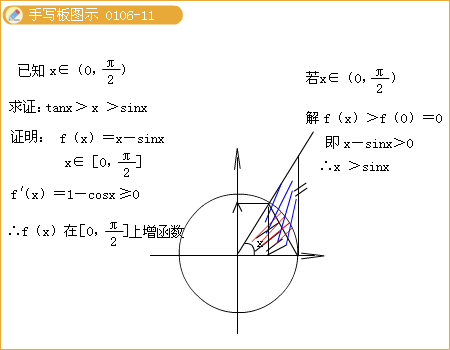 手写板图示 0106-11
已知 x∈(0, π/2)
求证:tanx＞x＞sinx
证明: f(x)=x-sinx
x∈[0, π/2]
f′(x)=1-cosx≥0
∴f(x)在[0, π/2]上增函数
若x∈(0, π/2)
解f(x)＞f(0)=0
即x-sinx＞0
∴x＞sinx
x